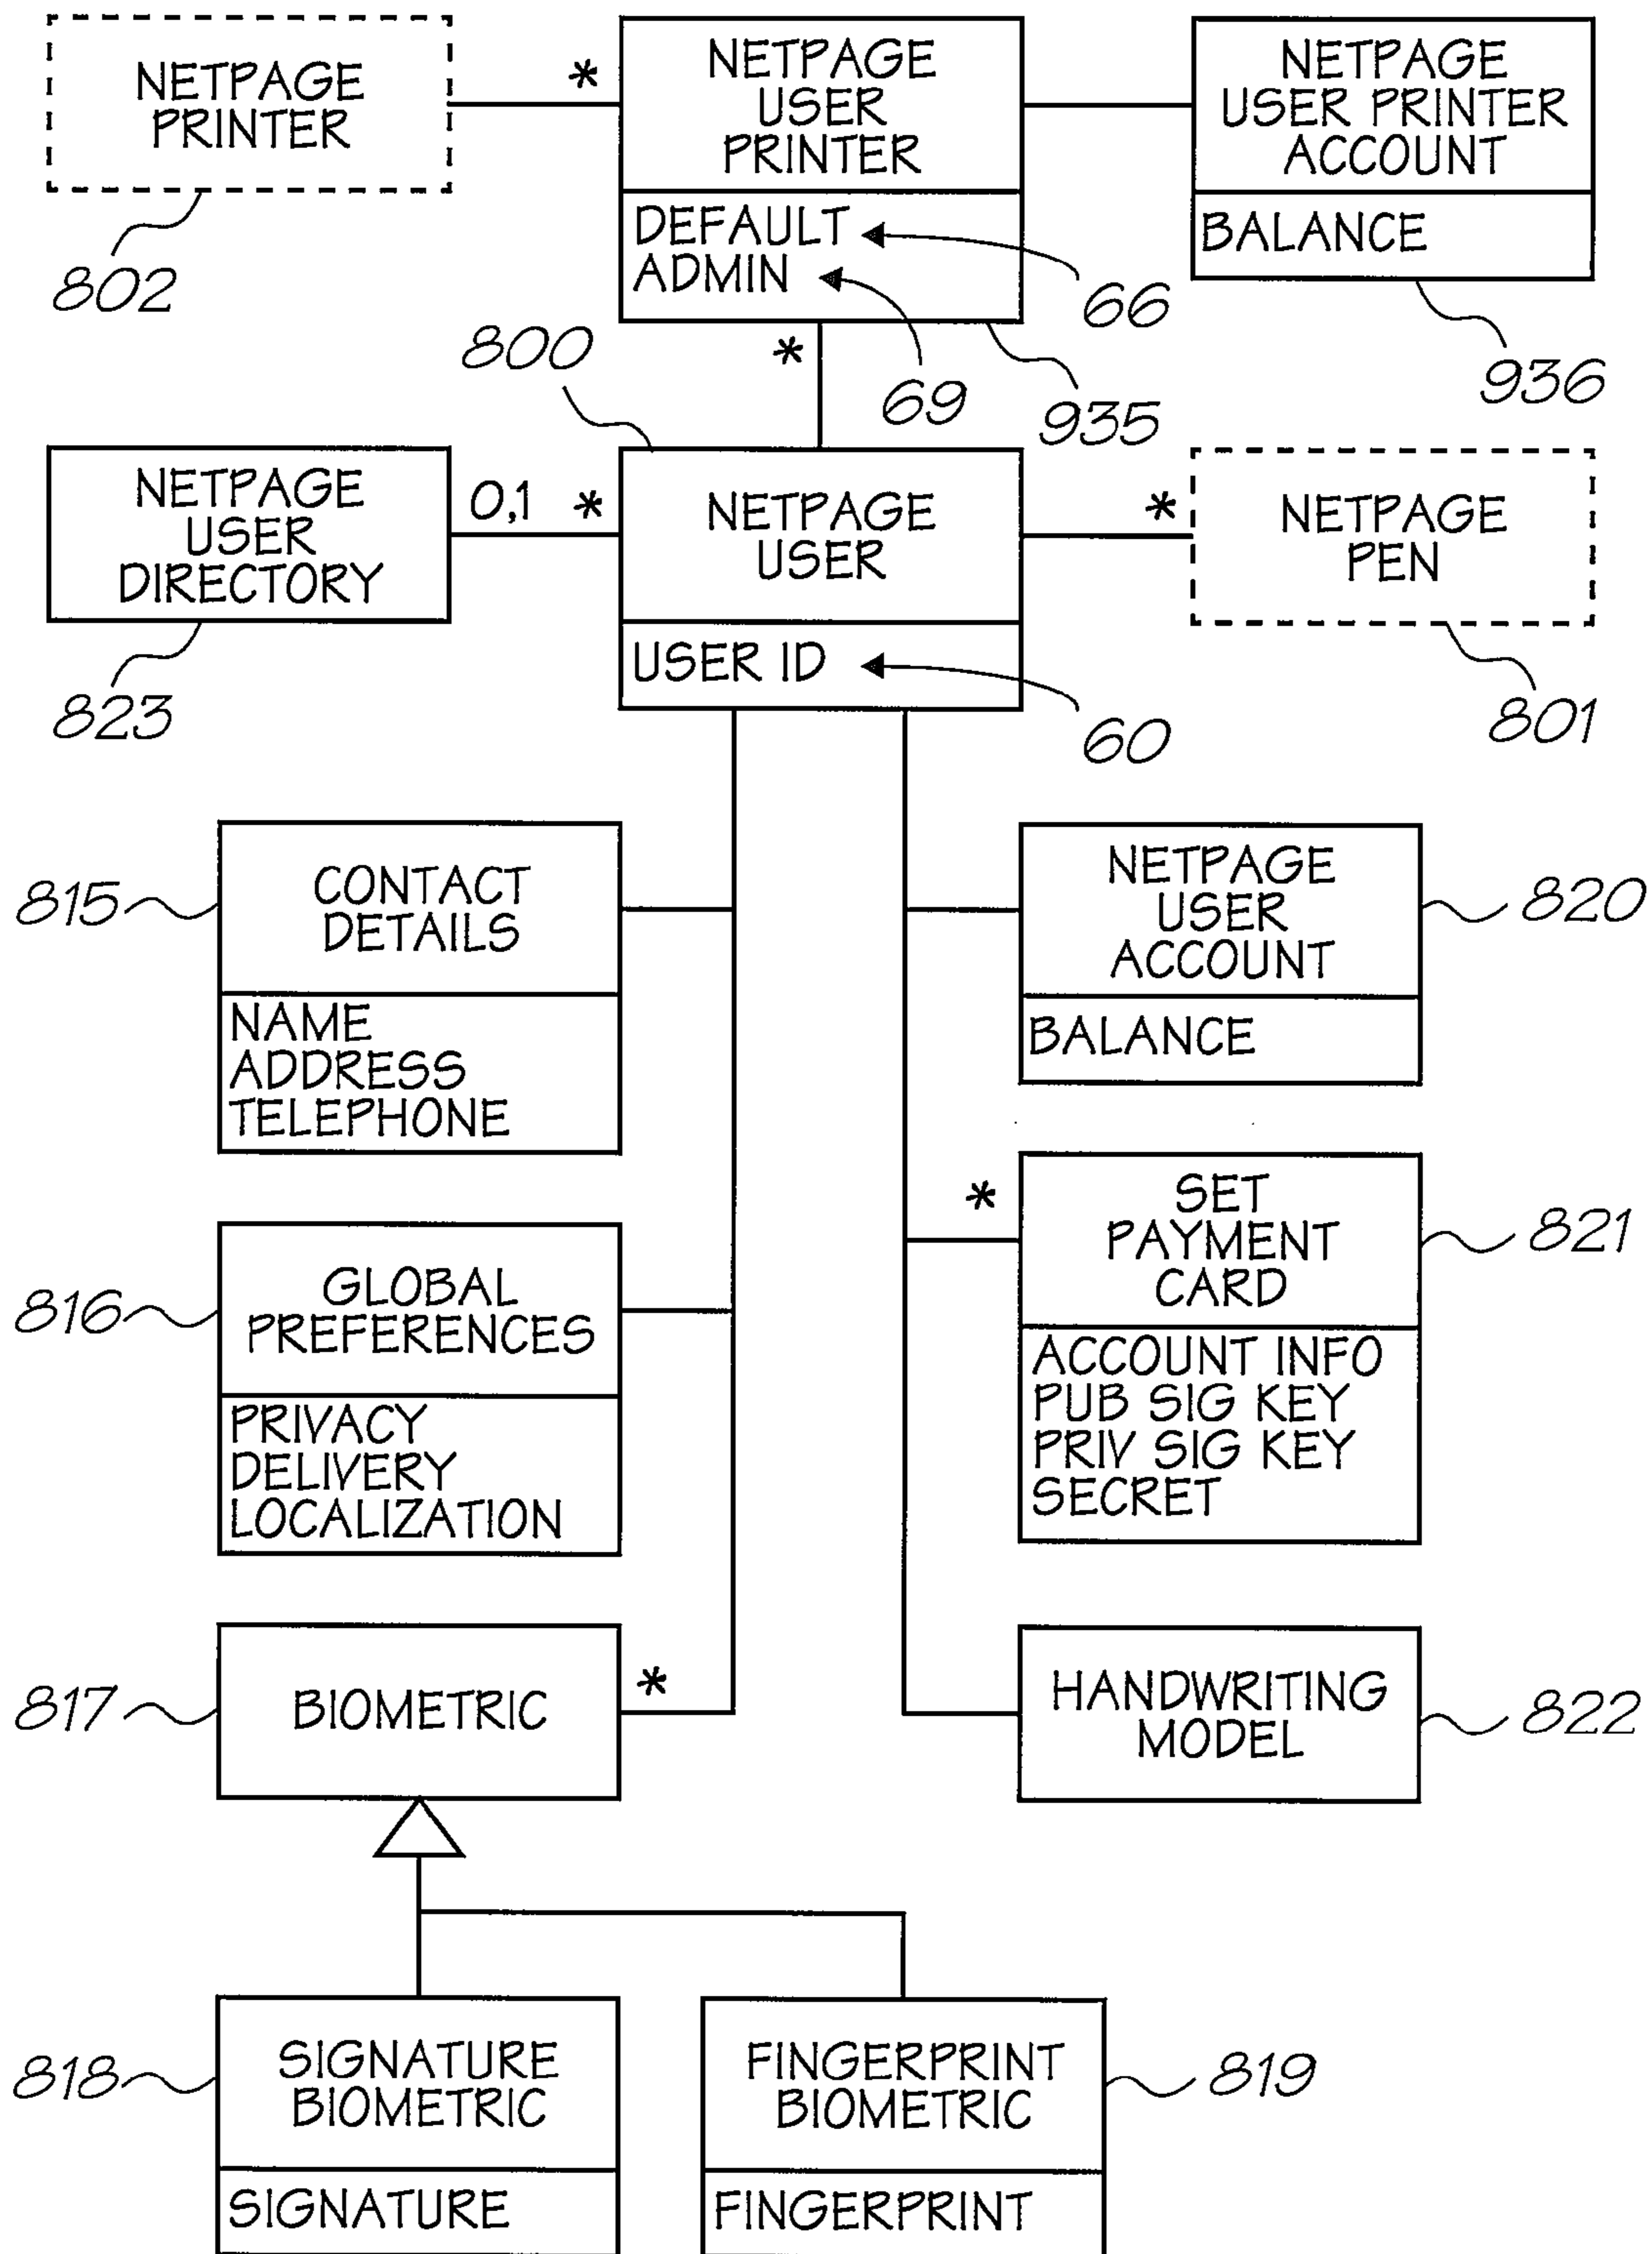 NETPAGE
PRINTER
802
*
NETPAGE
USER
PRINTER
DEFAULT
ADMIN
66
69
935
NETPAGE
USER PRINTER
ACCOUNT
BALANCE
936
*
800
NETPAGE
USER
DIRECTORY
823
0,1 *
NETPAGE
USER
USER ID
60
*
NETPAGE
PEN
801
815
CONTACT
DETAILS
NAME
ADDRESS
TELEPHONE
NETPAGE
USER
ACCOUNT
BALANCE
820
816
GLOBAL
PREFERENCES
PRIVACY
DELIVERY
LOCALIZATION
*
SET
PAYMENT
CARD
ACCOUNT INFO
PUB SIG KEY
PRIV SIG KEY
SECRET
821
817
BIOMETRIC
*
HANDWRITING
MODEL
822
818
SIGNATURE
BIOMETRIC
SIGNATURE
FINGERPRINT
BIOMETRIC
FINGERPRINT
819